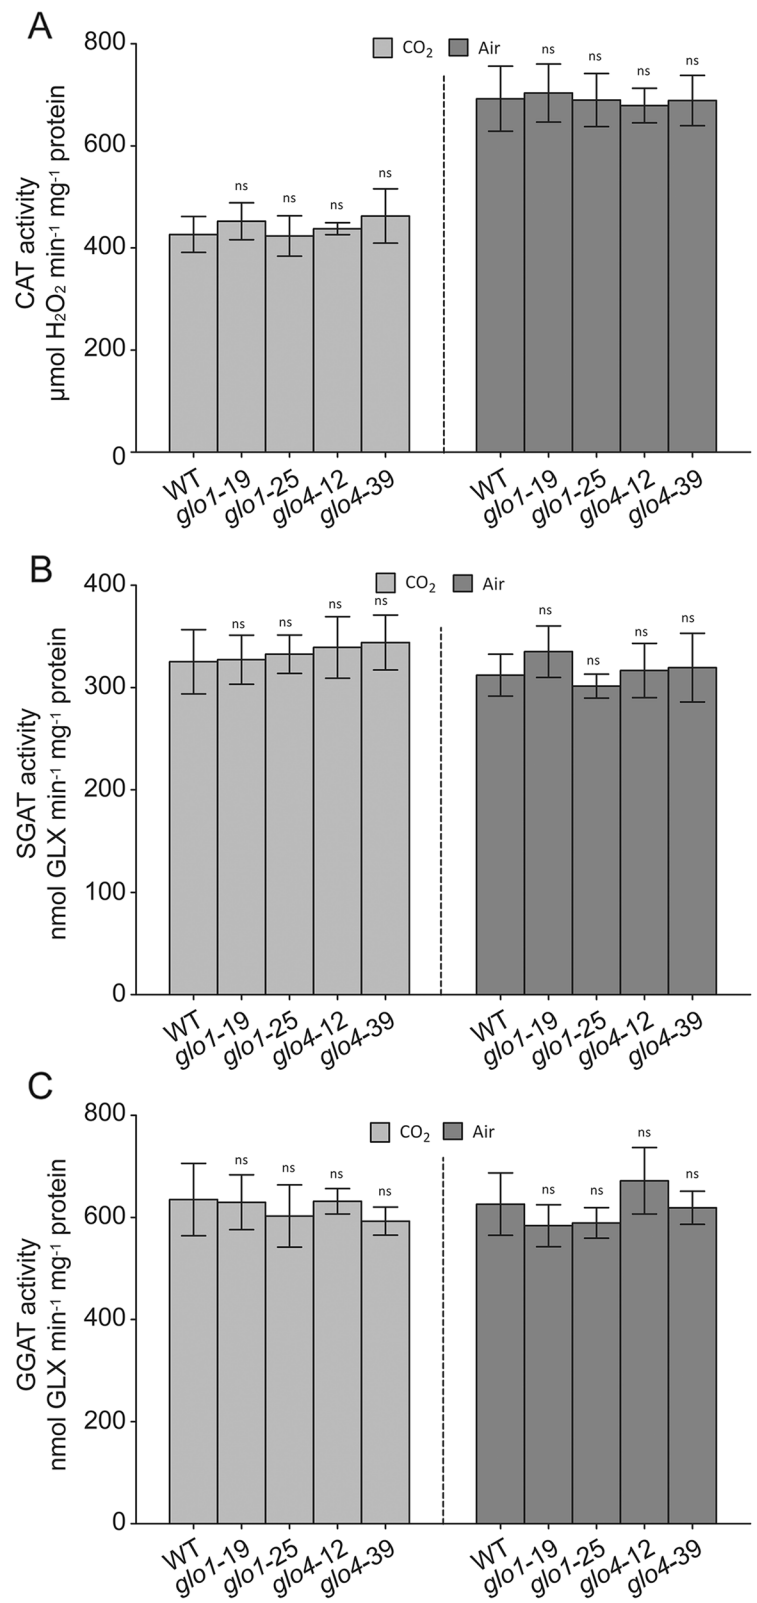 A
CO₂ Air
CAT activity
µmol H₂O₂ min⁻¹ mg⁻¹ protein
800
600
400
200
0
ns ns ns ns
ns ns ns ns
WT glo1-19 glo1-25 glo4-12 glo4-39
WT glo1-19 glo1-25 glo4-12 glo4-39
B
CO₂ Air
SGAT activity
nmol GLX min⁻¹ mg⁻¹ protein
400
300
200
100
0
ns ns ns ns
ns ns ns ns
WT glo1-19 glo1-25 glo4-12 glo4-39
WT glo1-19 glo1-25 glo4-12 glo4-39
C
CO₂ Air
GGAT activity
nmol GLX min⁻¹ mg⁻¹ protein
800
600
400
200
0
ns ns ns ns
ns ns ns ns
WT glo1-19 glo1-25 glo4-12 glo4-39
WT glo1-19 glo1-25 glo4-12 glo4-39